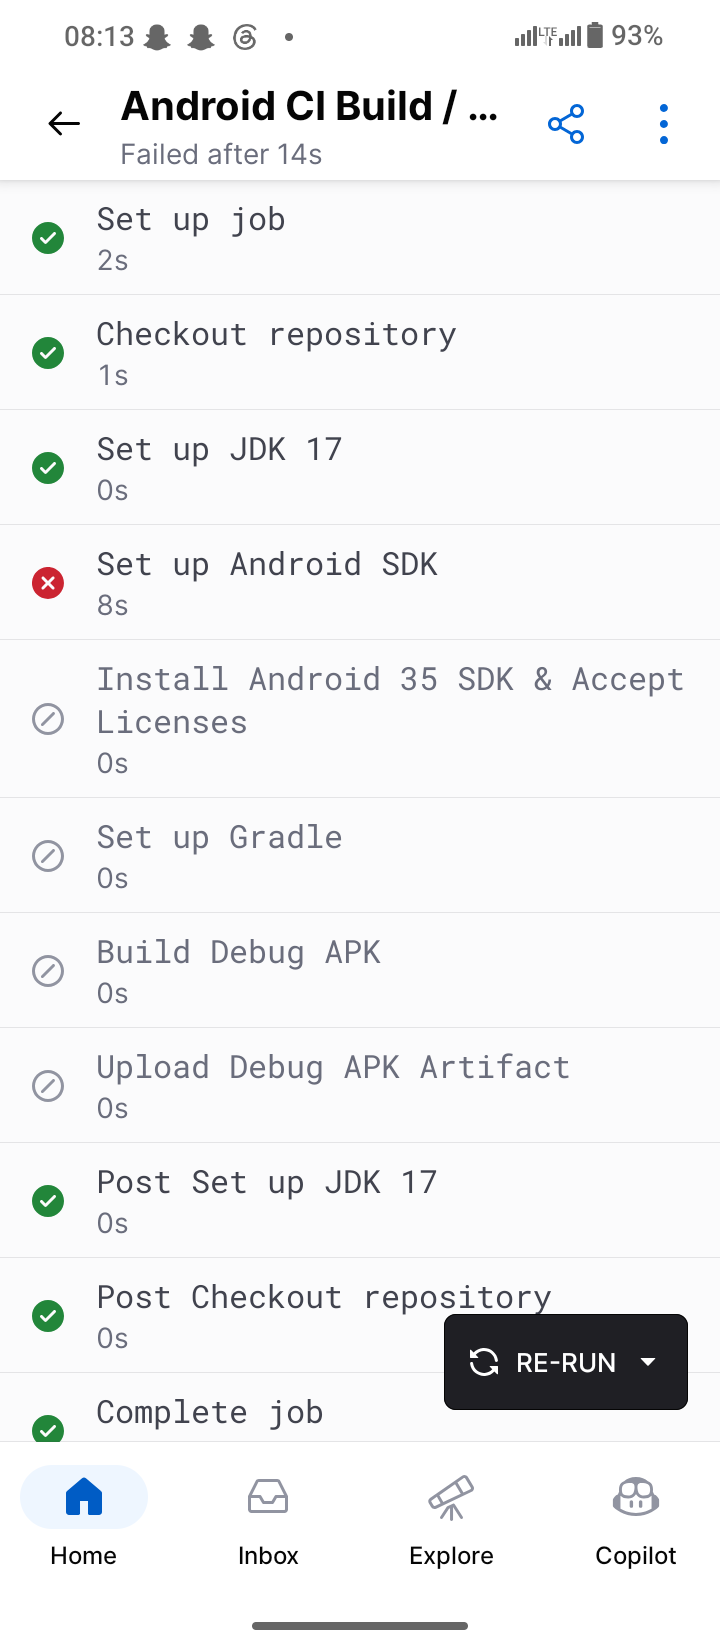 08:13
LTE
93%
Android CI Build / ...
Failed after 14s
Set up job
2s
Checkout repository
1s
Set up JDK 17
0s
Set up Android SDK
8s
Install Android 35 SDK & Accept
Licenses
0s
Set up Gradle
0s
Build Debug APK
0s
Upload Debug APK Artifact
0s
Post Set up JDK 17
0s
Post Checkout repository
0s
RE-RUN
Complete job
Home
Inbox
Explore
Copilot